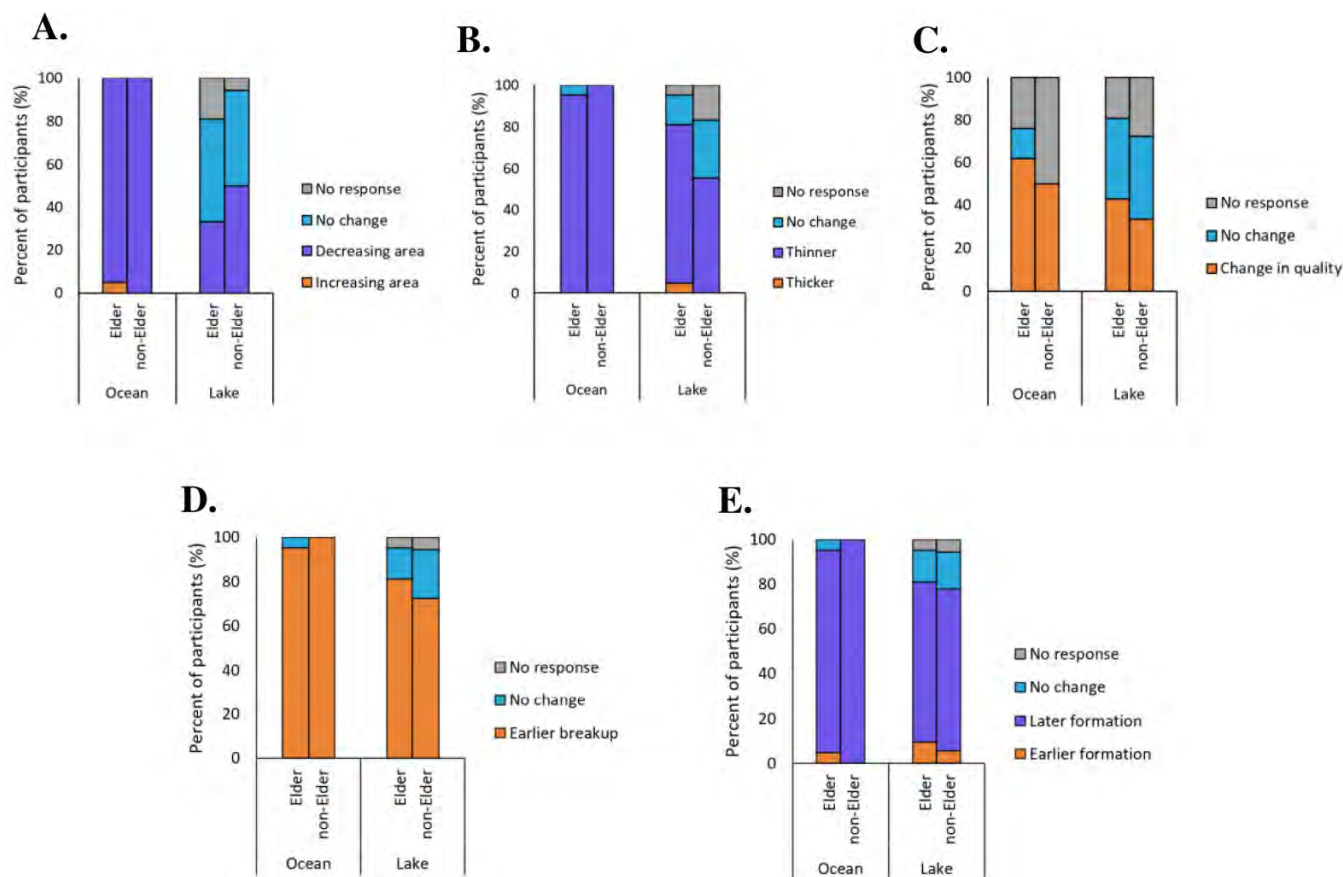 A.
Percent of participants (%)
100
80
60
40
20
0
Elder
non-Elder
Elder
non-Elder
Ocean
Lake
No response
No change
Decreasing area
Increasing area
B.
Percent of participants (%)
100
80
60
40
20
0
Elder
non-Elder
Elder
non-Elder
Ocean
Lake
No response
No change
Thinner
Thicker
C.
Percent of participants (%)
100
80
60
40
20
0
Elder
non-Elder
Elder
non-Elder
Ocean
Lake
No response
No change
Change in quality
D.
Percent of participants (%)
100
80
60
40
20
0
Elder
non-Elder
Elder
non-Elder
Ocean
Lake
No response
No change
Earlier breakup
E.
Percent of participants (%)
100
80
60
40
20
0
Elder
non-Elder
Elder
non-Elder
Ocean
Lake
No response
No change
Later formation
Earlier formation